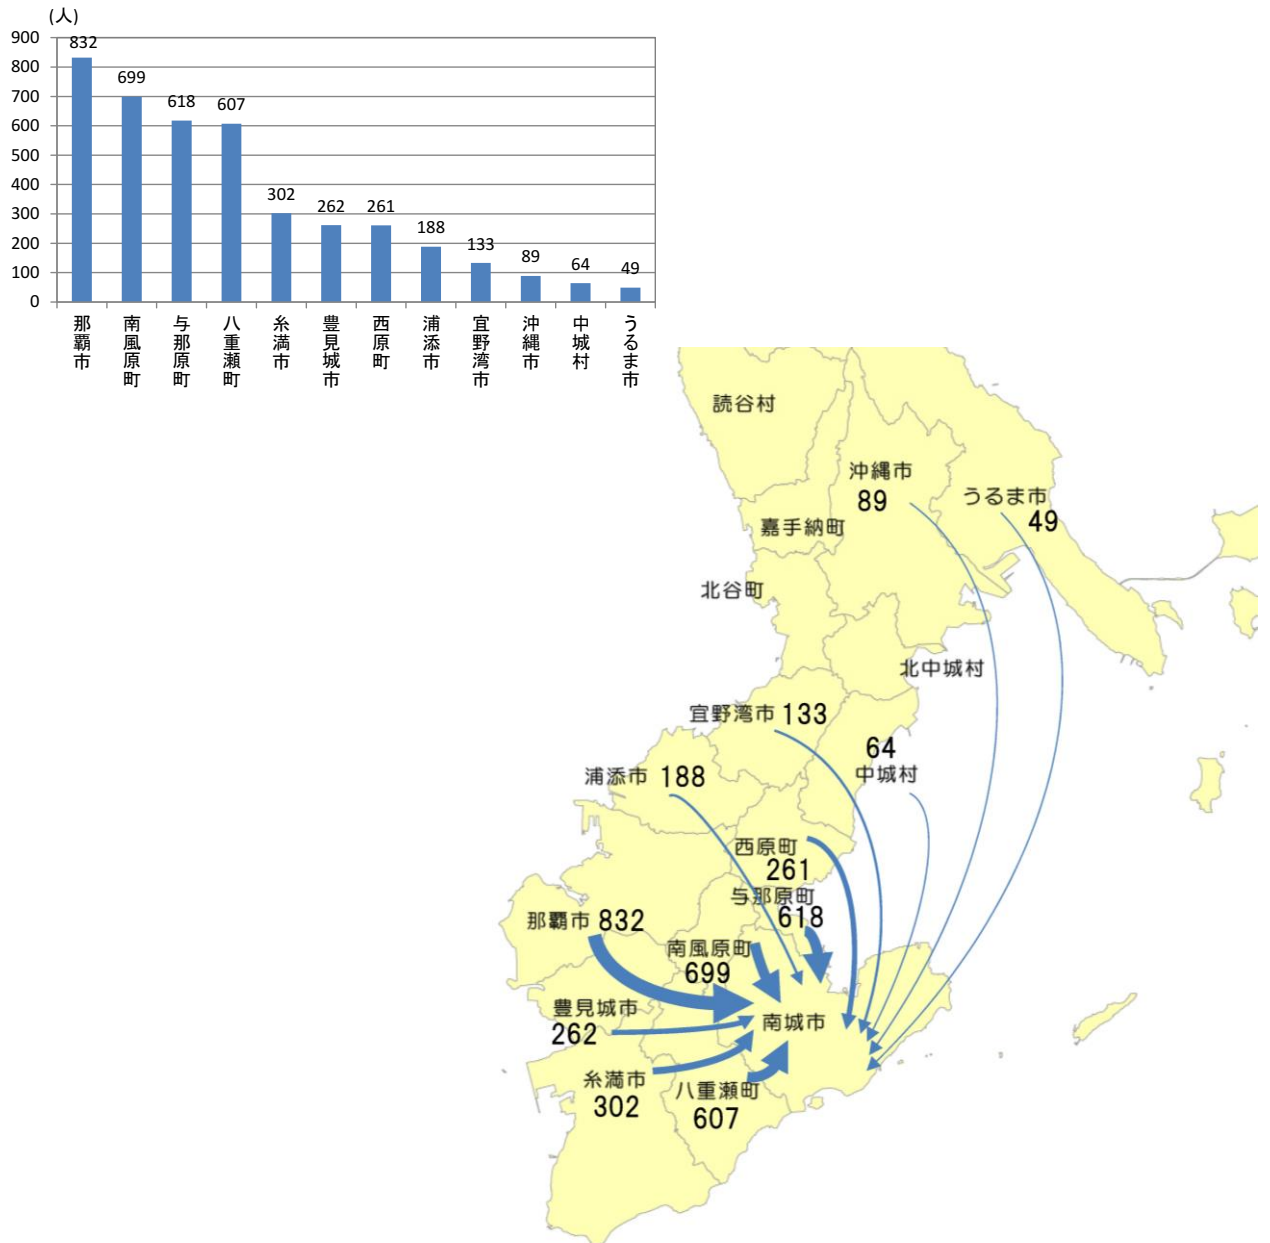 (人)
900
800
700
600
500
400
300
200
100
0
832
699
618
607
302
262
261
188
133
89
64
49
那覇市
南風原町
与那原町
八重瀬町
糸満市
豊見城市
西原町
浦添市
宜野湾市
沖縄市
中城村
うるま市
読谷村
沖縄市
89
うるま市
49
嘉手納町
北谷町
北中城村
宜野湾市 133
64
中城村
浦添市 188
西原町
261
与那原町
618
那覇市 832
南風原町
699
豊見城市
262
南城市
糸満市
302
八重瀬町
607